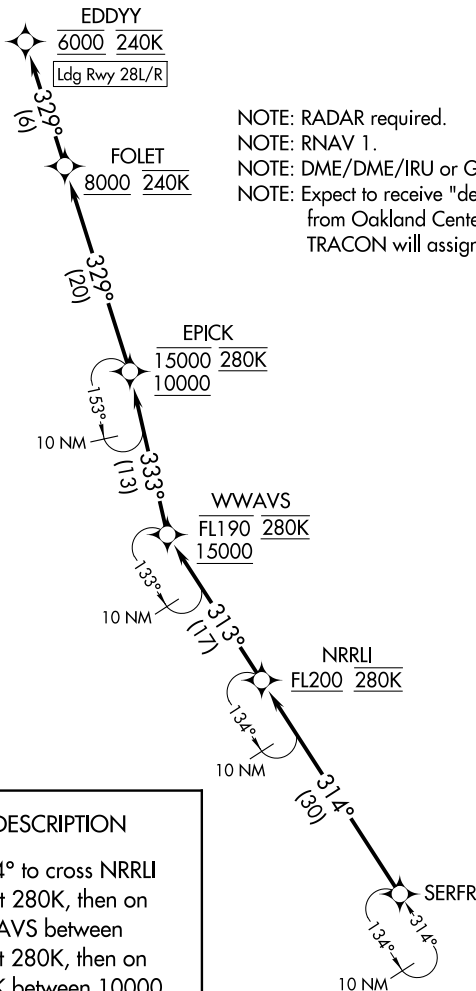 EDDYY
6000 240K
Ldg Rwy 28L/R
329°
(6)
FOLET
8000 240K
NOTE: RADAR required.
NOTE: RNAV 1.
NOTE: DME/DME/IRU or G
NOTE: Expect to receive "de
from Oakland Cente
TRACON will assign
329°
(20)
EPICK
15000 280K
10000
153°
10 NM
333°
(13)
WWAVS
FL190 280K
15000
133°
10 NM
313°
(17)
NRRLI
FL200 280K
134°
10 NM
314°
(30)
SERFR
134°
314°
10 NM
DESCRIPTION
4° to cross NRRLI
t 280K, then on
AVS between
t 280K, then on
K between 10000